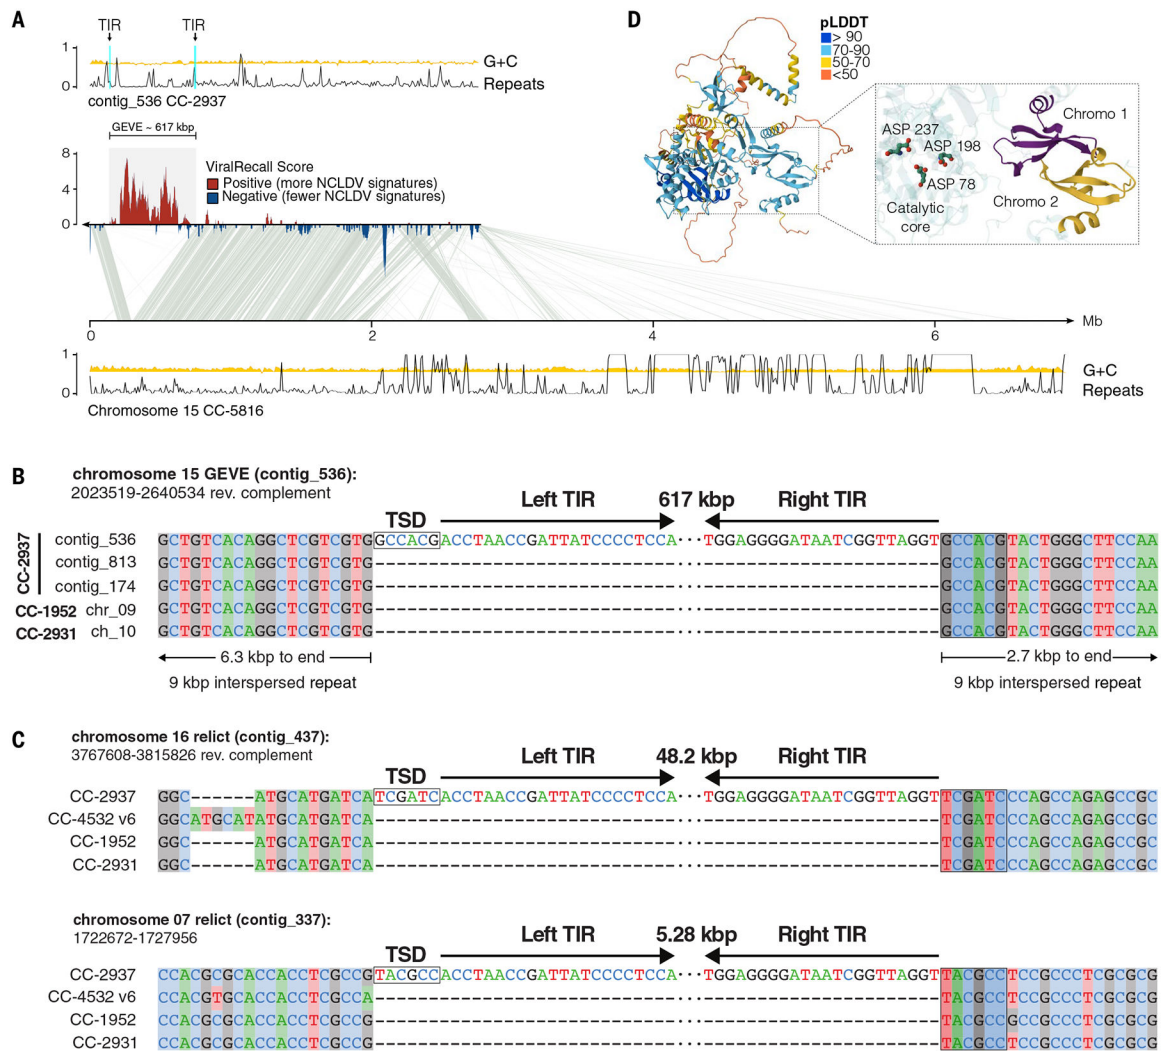 A
TIR TIR
1
G+C
0
Repeats
contig_536 CC-2937
GEVE ~ 617 kbp
8
4
0
ViralRecall Score
Positive (more NCLDV signatures)
Negative (fewer NCLDV signatures)
0 2 4 6 Mb
1
G+C
0
Repeats
Chromosome 15 CC-5816
D
pLDDT
> 90
70-90
50-70
<50
Chromo 1
ASP 237
ASP 198
ASP 78
Chromo 2
Catalytic
core
B
chromosome 15 GEVE (contig_536):
2023519-2640534 rev. complement
Left TIR 617 kbp Right TIR
TSD
CC-2937
contig_536 GCTGTCACAGGCTCGTCGTGGCCACGACCTAACCGATTATCCCCTCCA···TGGAGGGGATAATCGGTTAGGTGCCACGTACTGGGCTTCCAA
contig_813 GCTGTCACAGGCTCGTCGTG···GCCACGTACTGGGCTTCCAA
contig_174 GCTGTCACAGGCTCGTCGTG···GCCACGTACTGGGCTTCCAA
CC-1952 chr_09 GCTGTCACAGGCTCGTCGTG···GCCACGTACTGGGCTTCCAA
CC-2931 ch_10 GCTGTCACAGGCTCGTCGTG···GCCACGTACTGGGCTTCCAA
6.3 kbp to end 2.7 kbp to end
9 kbp interspersed repeat 9 kbp interspersed repeat
C
chromosome 16 relict (contig_437):
3767608-3815826 rev. complement
Left TIR 48.2 kbp Right TIR
TSD
CC-2937 GGC------ATGCATGATCATCGATCACCTAACCGATTATCCCCTCCA···TGGAGGGGATAATCGGTTAGGTTCGATCCCAGCCAGAGCCGC
CC-4532 v6 GGCATGCATATGCATGATCA···TCGATCCCAGCCAGAGCCGC
CC-1952 GGC------ATGCATGATCA···TCGATCCCAGCCAGAGCCGC
CC-2931 GGC------ATGCATGATCA···TCGATCCCAGCCAGAGCCGC
chromosome 07 relict (contig_337):
1722672-1727956
Left TIR 5.28 kbp Right TIR
TSD
CC-2937 CCACGCGCACCACCTCGCCGTACGCCACCTAACCGATTATCCCCTCCA···TGGAGGGGATAATCGGTTAGGTTACGCCTCCGCCCTCGCGCG
CC-4532 v6 CCACGTGCACCACCTCGCCA···TACGCCTCCGCCCTCGCGCG
CC-1952 CCACGCGCACCACCTCGCCG···TACGCCGCCGCCCTCGCGCG
CC-2931 CCACGCGCACCACCTCGCCG···TACGCCTCCGCCCTCGCGCG